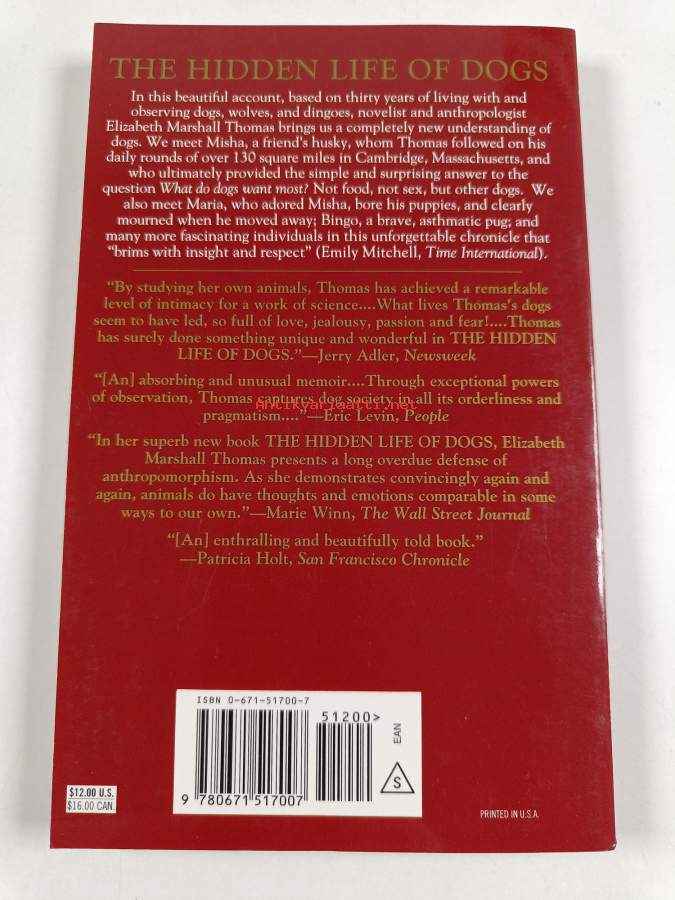 THE HIDDEN LIFE OF DOGS
In this beautiful account, based on thirty years of living with and
observing dogs, wolves, and dingoes, novelist and anthropologist
Elizabeth Marshall Thomas brings us a completely new understanding of
dogs. We meet Misha, a friend's husky, whom Thomas followed on his
daily rounds of over 130 square miles in Cambridge, Massachusetts, and
who ultimately provided the simple and surprising answer to the
question What do dogs want most? Not food, not sex, but other dogs. We
also meet Maria, who adored Misha, bore his puppies, and clearly
mourned when he moved away; Bingo, a brave, asthmatic pug; and
many more fascinating individuals in this unforgettable chronicle that
"brims with insight and respect" (Emily Mitchell, Time International).
"By studying her own animals, Thomas has achieved a remarkable
level of intimacy for a work of science....What lives Thomas's dogs
seem to have led, so full of love, jealousy, passion and fear!....Thomas
has surely done something unique and wonderful in THE HIDDEN
LIFE OF DOGS."—Jerry Adler, Newsweek
"[An] absorbing and unusual memoir....Through exceptional powers
of observation, Thomas captures dog society in all its orderliness and
Antikvariaatti.net
pragmatism...."—Eric Levin, People
"In her superb new book THE HIDDEN LIFE OF DOGS, Elizabeth
Marshall Thomas presents a long overdue defense of
anthropomorphism. As she demonstrates convincingly again and
again, animals do have thoughts and emotions comparable in some
ways to our own."—Marie Winn, The Wall Street Journal
"[An] enthralling and beautifully told book."
—Patricia Holt, San Francisco Chronicle
ISBN 0-671-51700-7
51200>
EAN
S
9 780671 517007
$12.00 U.S.
$16.00 CAN.
PRINTED IN U.S.A.